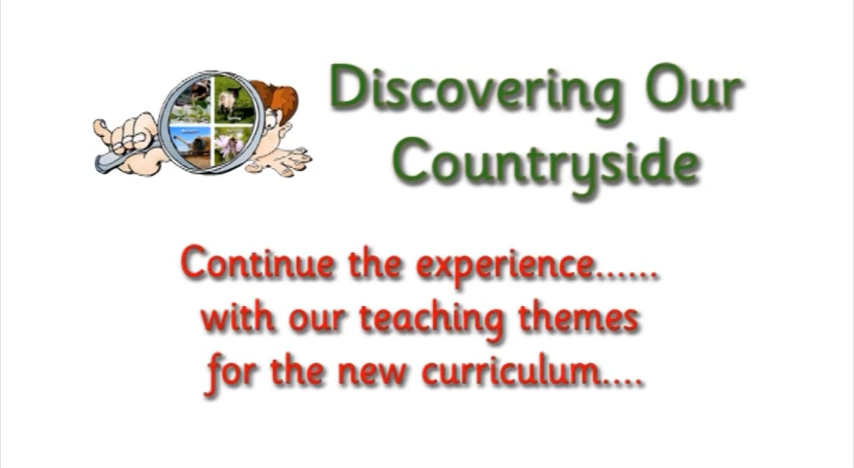 Discovering Our
Countryside
Continue the experience......
with our teaching themes
for the new curriculum....